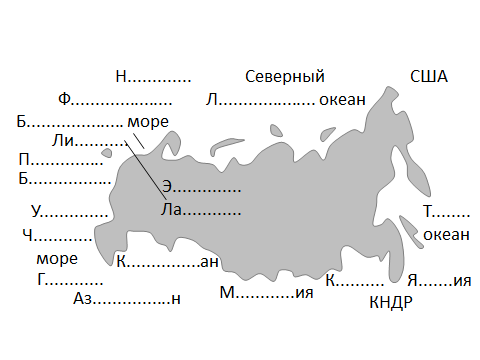 Н............. Северный США
Ф..................... Л.................... океан
Б.................... море
Ли...........
П...............
Б.................
Э..............
У.............. Ла............ Т........
Ч............ океан
море К...............ан
Г............ М............ия К.......... Я.......ия
Аз................н КНДР